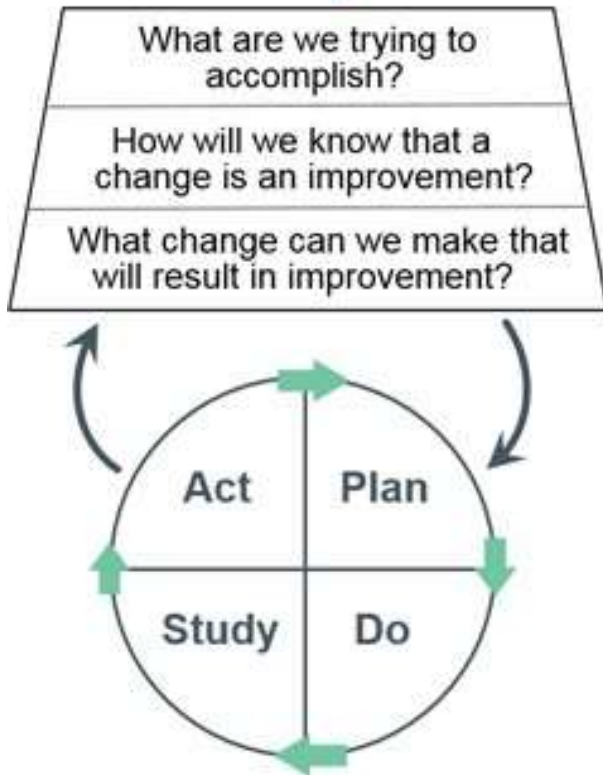 What are we trying to
accomplish?
How will we know that a
change is an improvement?
What change can we make that
will result in improvement?
Act
Plan
Study
Do